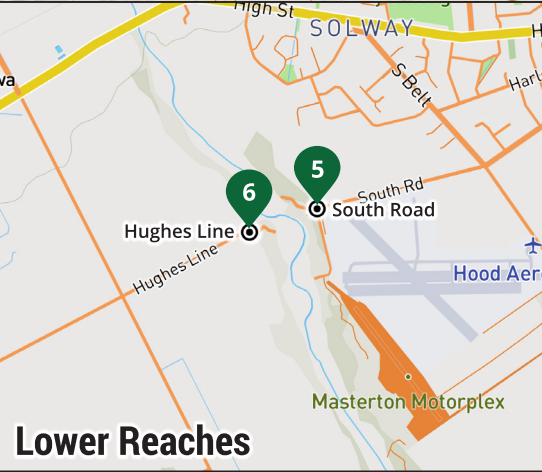 High St
SOLWAY
H
va
S Belt
Harl
5
South Rd
6
South Road
Hughes Line
Hughes Line
Hood Aer
Masterton Motorplex
Lower Reaches